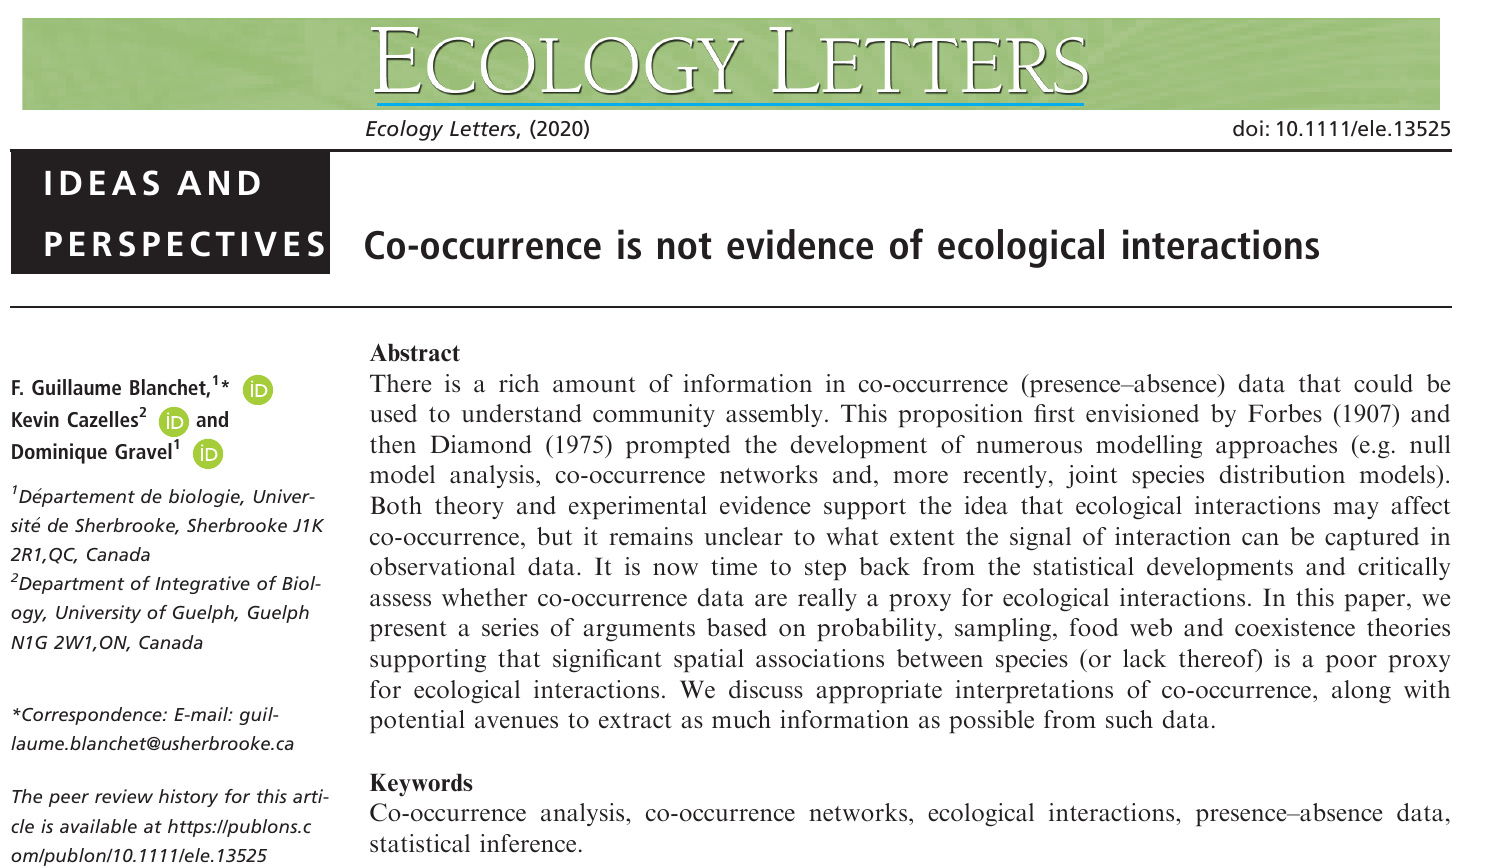 ECOLOGY LETTERS
Ecology Letters, (2020)
doi: 10.1111/ele.13525
IDEAS AND
PERSPECTIVES
Co-occurrence is not evidence of ecological interactions
F. Guillaume Blanchet,1* iD
Kevin Cazelles2 iD and
Dominique Gravel1 iD
1Département de biologie, Univer-
sité de Sherbrooke, Sherbrooke J1K
2R1,QC, Canada
2Department of Integrative of Biol-
ogy, University of Guelph, Guelph
N1G 2W1,ON, Canada
*Correspondence: E-mail: guil-
laume.blanchet@usherbrooke.ca
The peer review history for this arti-
cle is available at https://publons.c
om/publon/10.1111/ele.13525
Abstract
There is a rich amount of information in co-occurrence (presence–absence) data that could be
used to understand community assembly. This proposition first envisioned by Forbes (1907) and
then Diamond (1975) prompted the development of numerous modelling approaches (e.g. null
model analysis, co-occurrence networks and, more recently, joint species distribution models).
Both theory and experimental evidence support the idea that ecological interactions may affect
co-occurrence, but it remains unclear to what extent the signal of interaction can be captured in
observational data. It is now time to step back from the statistical developments and critically
assess whether co-occurrence data are really a proxy for ecological interactions. In this paper, we
present a series of arguments based on probability, sampling, food web and coexistence theories
supporting that significant spatial associations between species (or lack thereof) is a poor proxy
for ecological interactions. We discuss appropriate interpretations of co-occurrence, along with
potential avenues to extract as much information as possible from such data.
Keywords
Co-occurrence analysis, co-occurrence networks, ecological interactions, presence–absence data,
statistical inference.